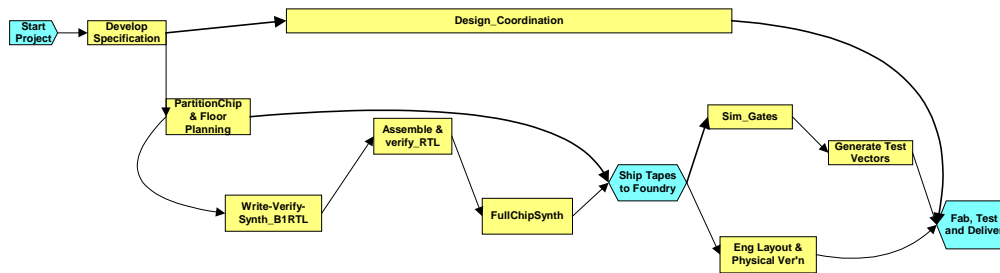 Start
Project
Develop
Specification
Design_Coordination
PartitionChip
& Floor
Planning
Assemble &
verify_RTL
Sim_Gates
Generate Test
Vectors
Ship Tapes
to Foundry
Write-Verify-
Synth_B1RTL
FullChipSynth
Fab, Test
and Deliver
Eng Layout &
Physical Ver'n